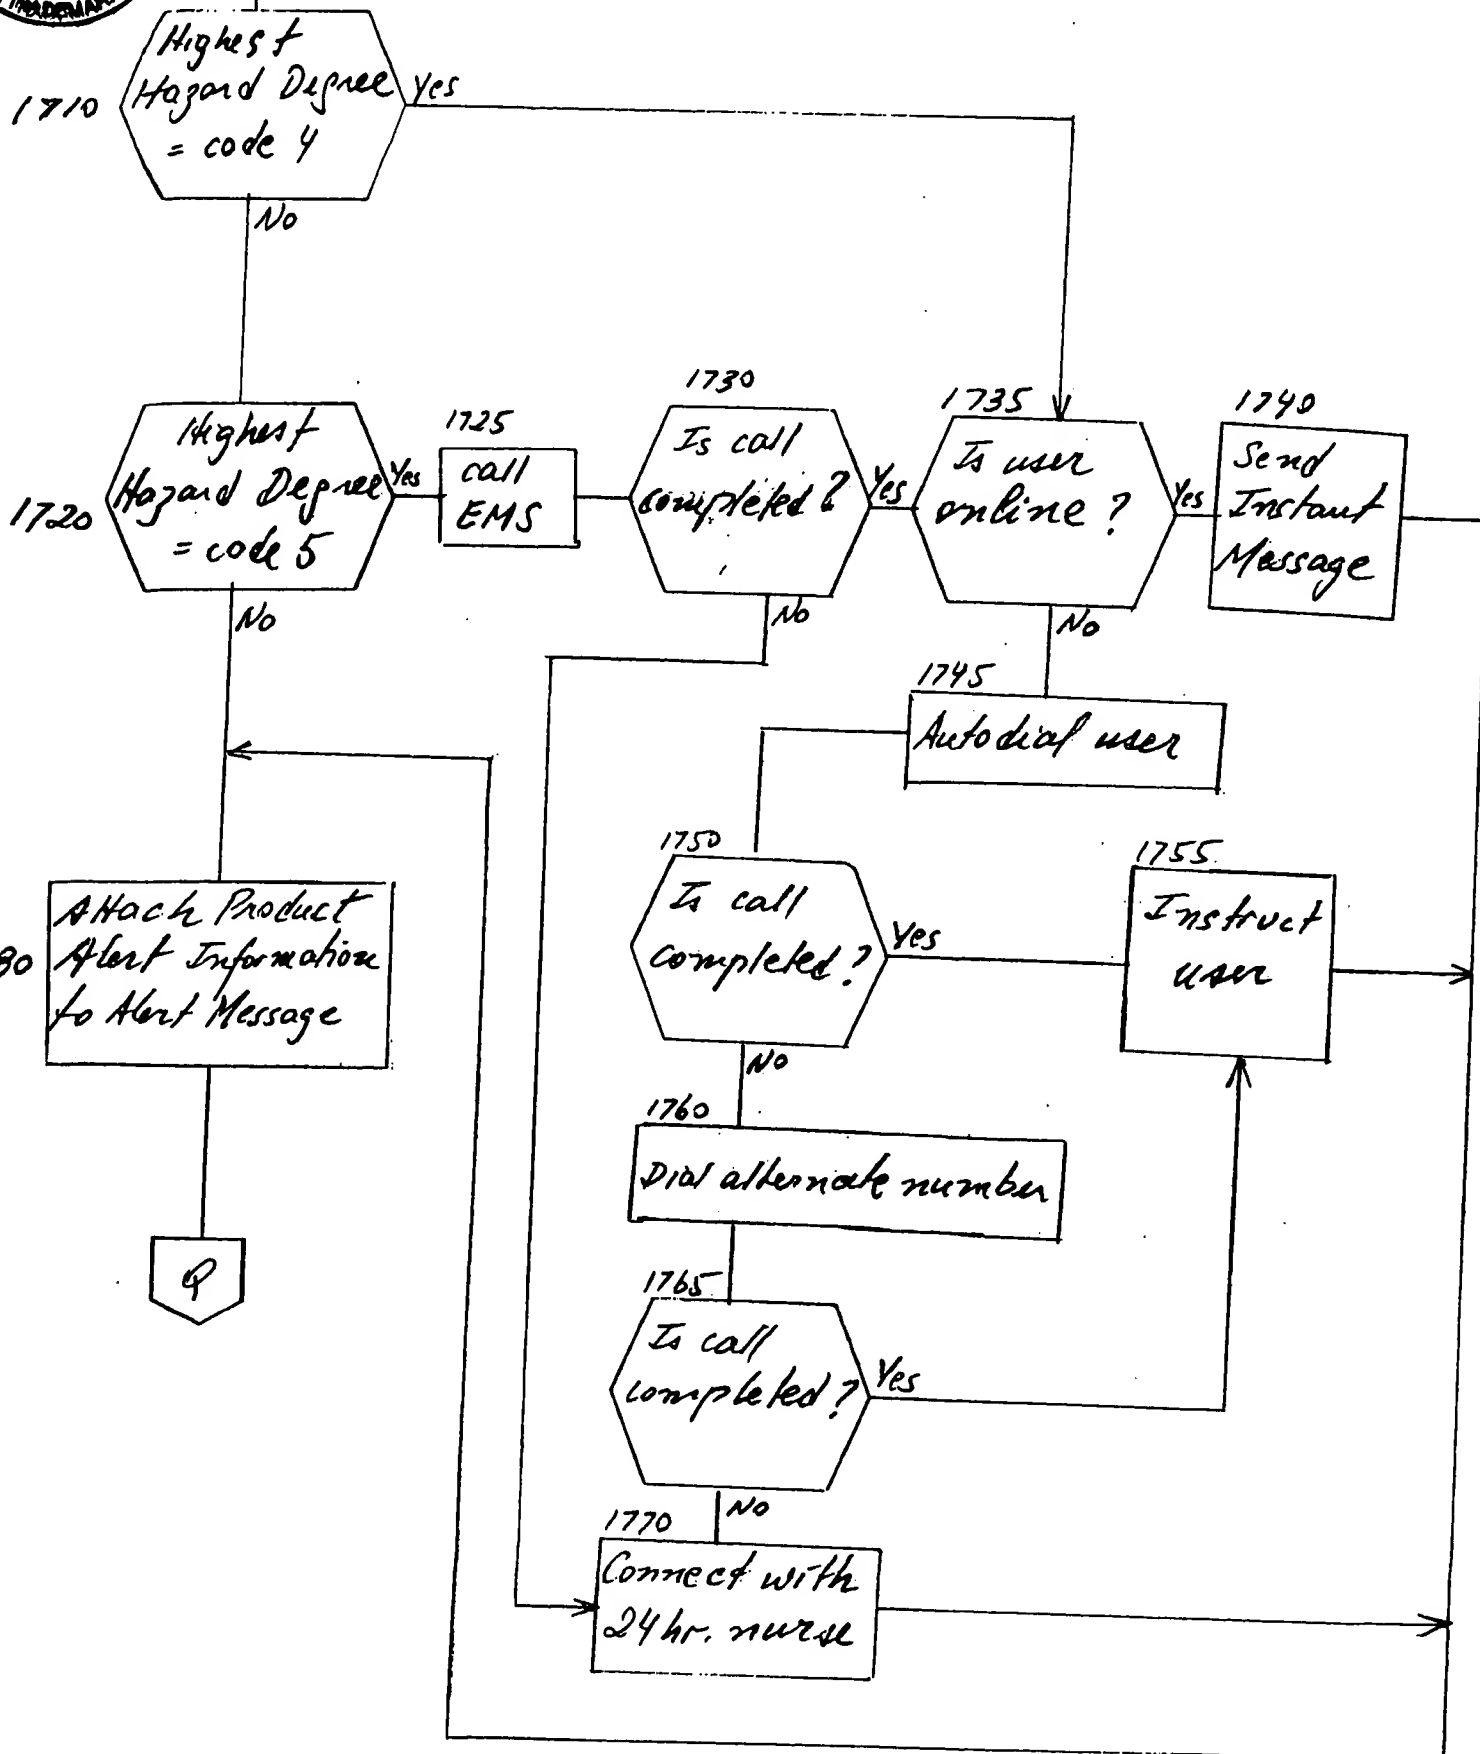 TRADEMARK
Highest
Hazard Degree
= code 4
1710
Yes
No
Highest
Hazard Degree
= code 5
1720
Yes
No
1725
call
EMS
1730
Is call
completed?
Yes
No
1735
Is user
online?
Yes
No
1740
Send
Instant
Message
1745
Autodial user
1750
Is call
completed?
Yes
No
1755
Instruct
user
Attach Product
80 Alert Information
to Alert Message
1760
Dial alternate number
1765
Is call
completed?
Yes
No
1770
Connect with
24hr. nurse